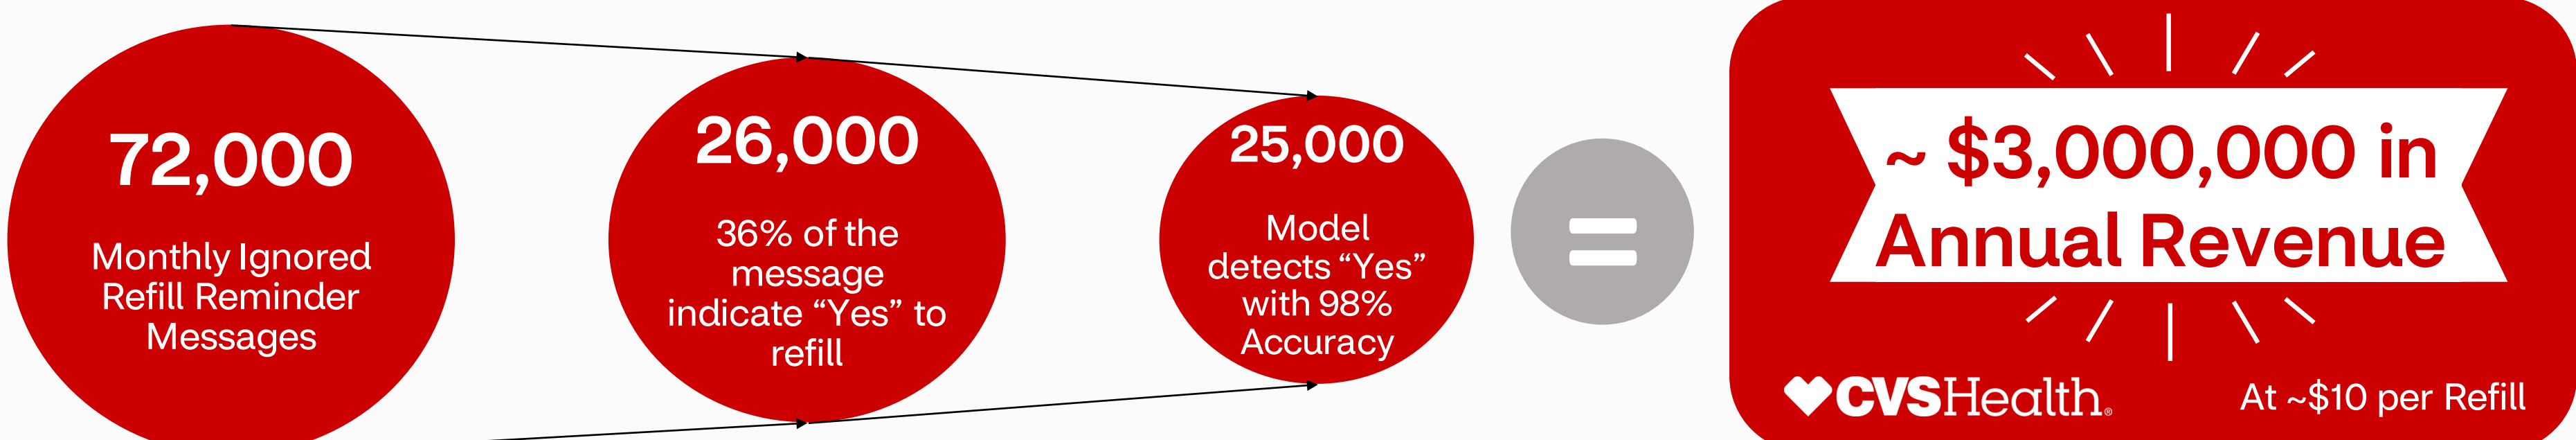 72,000
Monthly Ignored
Refill Reminder
Messages
26,000
36% of the
message
indicate “Yes” to
refill
25,000
Model
detects “Yes”
with 98%
Accuracy
=
~ $3,000,000 in
Annual Revenue
CVSHealth®
At ~$10 per Refill